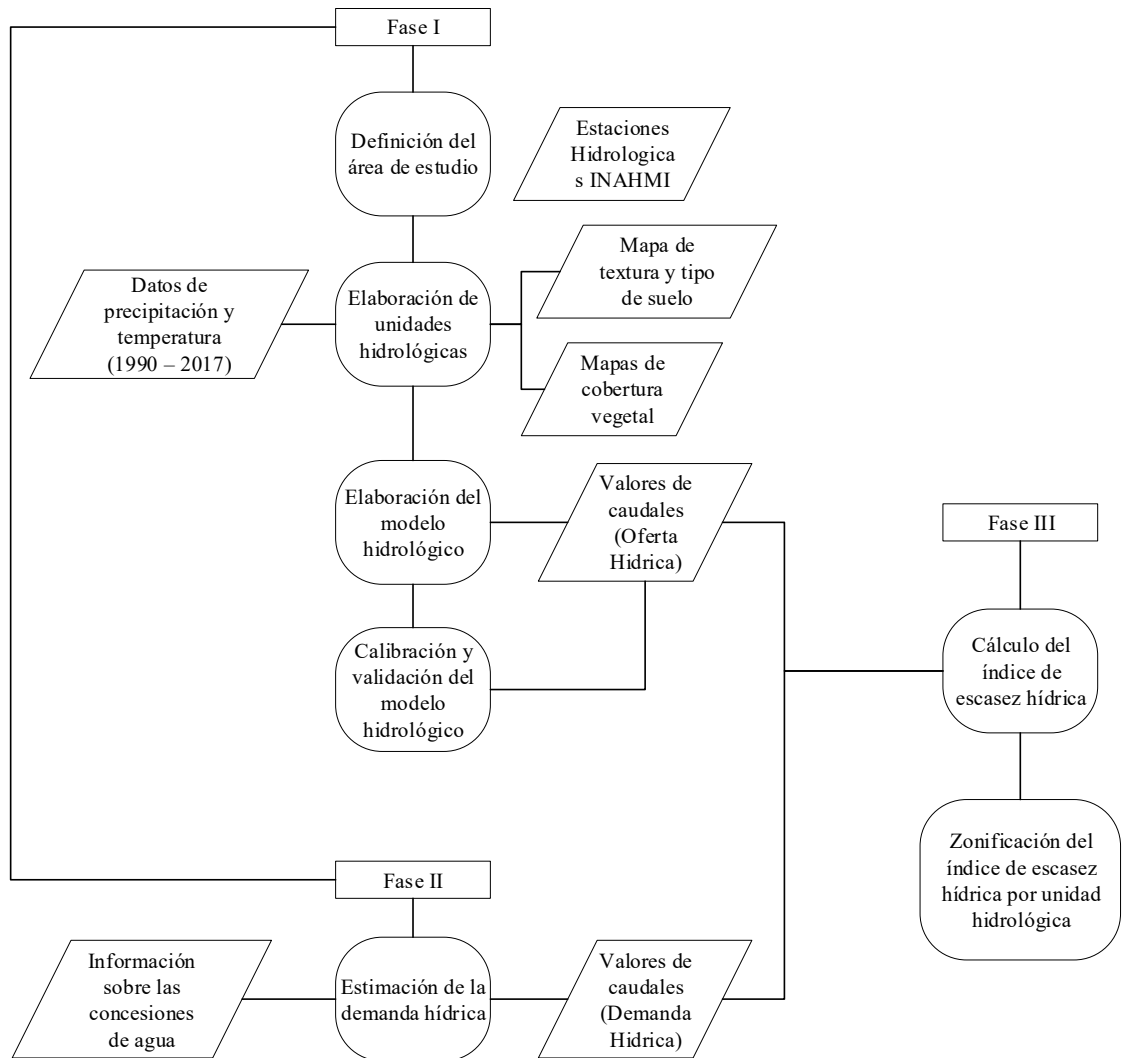 Fase I
Definición del
área de estudio
Estaciones
Hidrologica
s INAHMI
Datos de
precipitación y
temperatura
(1990 – 2017)
Elaboración de
unidades
hidrológicas
Mapa de
textura y tipo
de suelo
Mapas de
cobertura
vegetal
Elaboración del
modelo
hidrológico
Valores de
caudales
(Oferta
Hidrica)
Calibración y
validación del
modelo
hidrológico
Fase III
Cálculo del
índice de
escasez hídrica
Zonificación del
índice de escasez
hídrica por unidad
hidrológica
Fase II
Información
sobre las
concesiones
de agua
Estimación de la
demanda hídrica
Valores de
caudales
(Demanda
Hidrica)